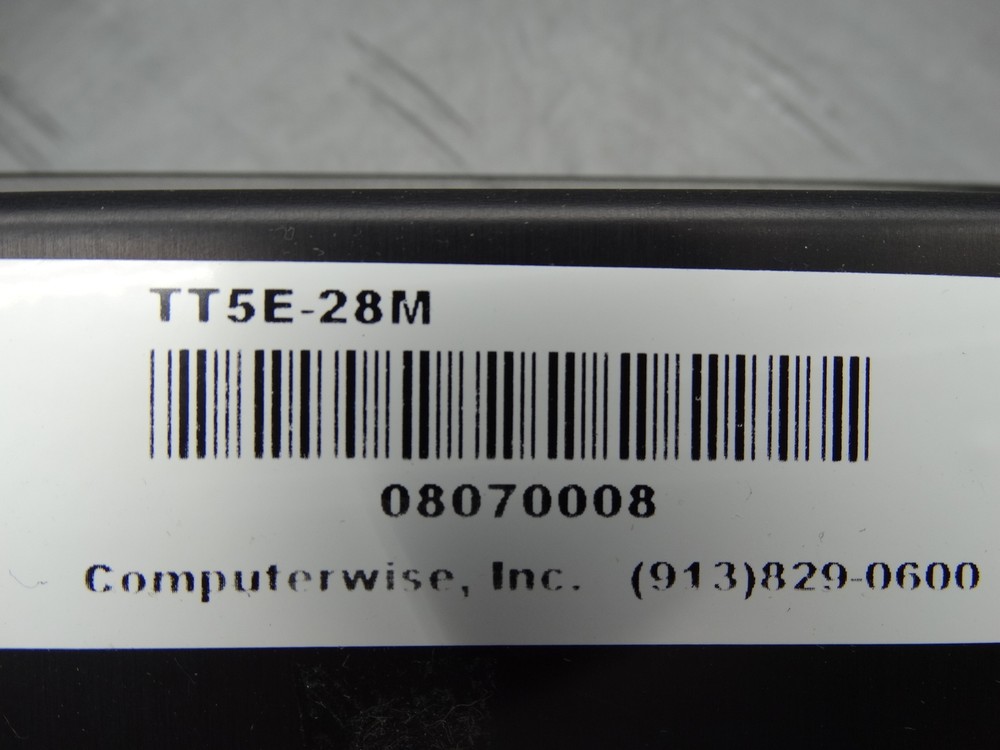 TT5E-28M
08070008
Computerwise, Inc. (913)829-0600